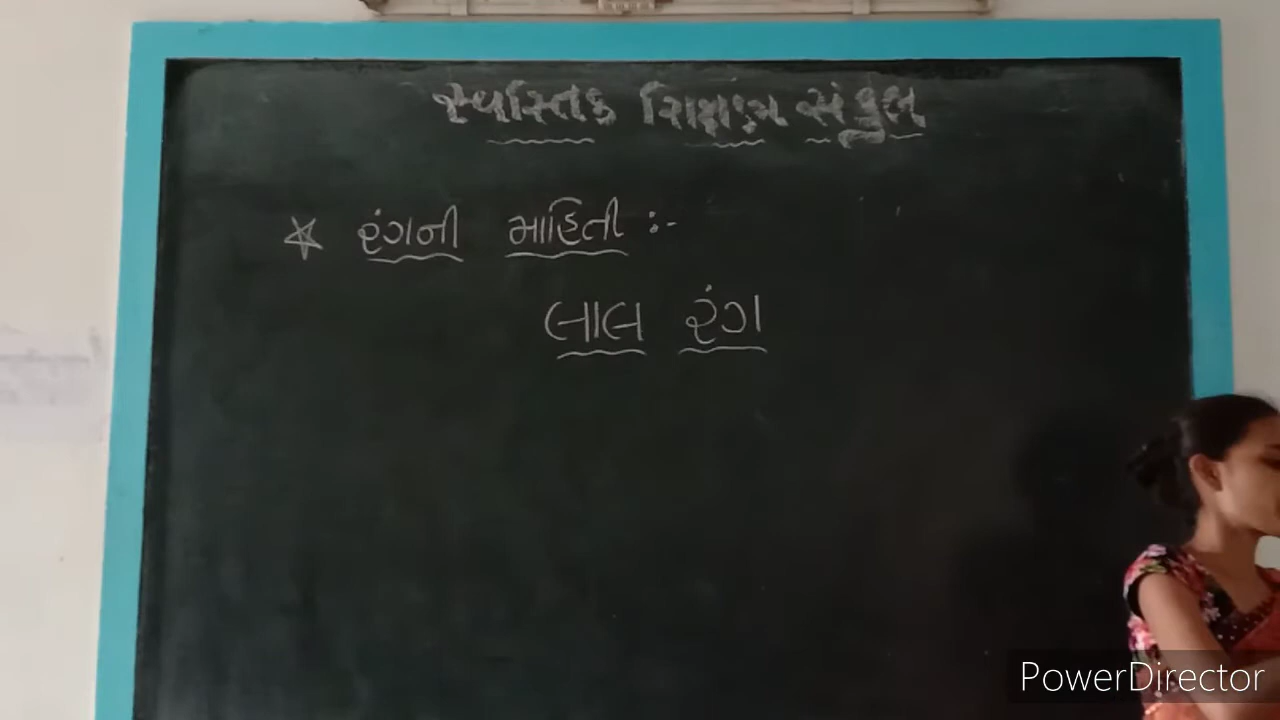 સ્વસ્તિક શિક્ષણ સંકુલ
* રંગની માહિતી :-
લાલ રંગ
PowerDirector